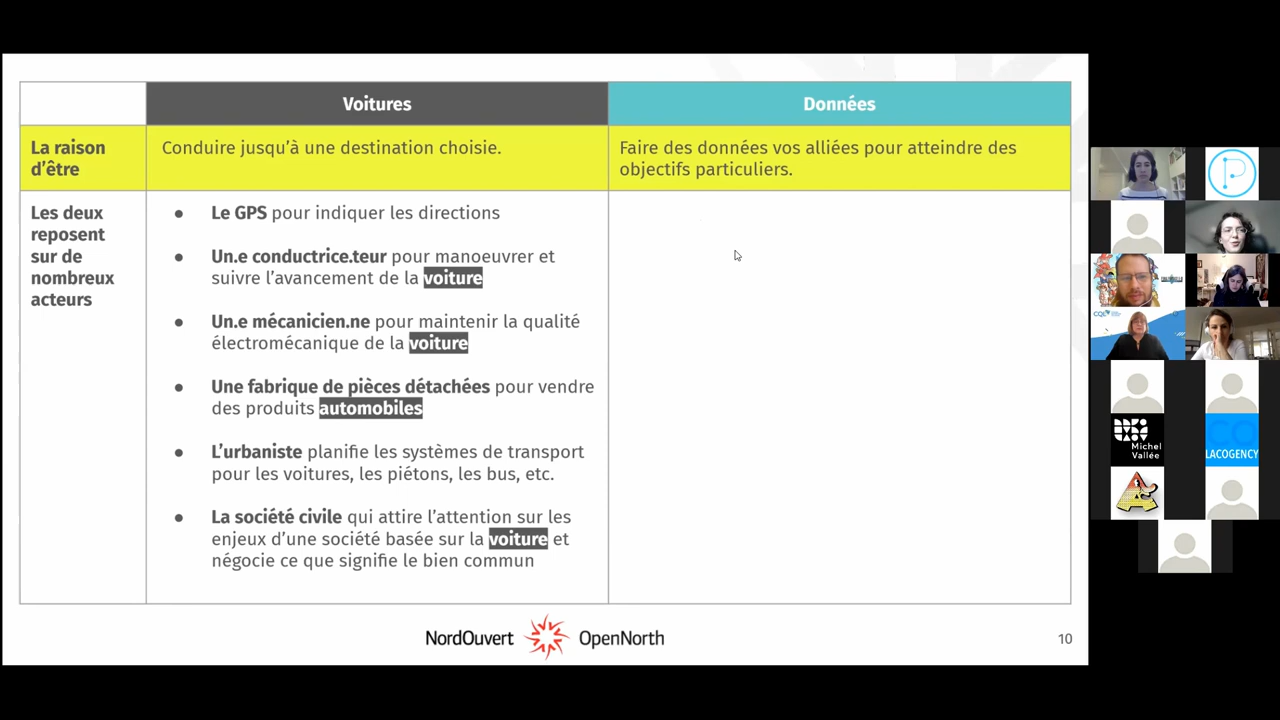 Voitures
Données
La raison
d'être
Conduire jusqu'à une destination choisie.
Faire des données vos alliées pour atteindre des
objectifs particuliers.
Les deux
reposent
sur de
nombreux
acteurs
● Le GPS pour indiquer les directions
● Un.e conductrice.teur pour manoeuvrer et
suivre l'avancement de la voiture
● Un.e mécanicien.ne pour maintenir la qualité
électromécanique de la voiture
● Une fabrique de pièces détachées pour vendre
des produits automobiles
● L'urbaniste planifie les systèmes de transport
pour les voitures, les piétons, les bus, etc.
● La société civile qui attire l'attention sur les
enjeux d'une société basée sur la voiture et
négocie ce que signifie le bien commun
NordOuvert OpenNorth
10
P
Michel
Vallée
CO
LACOGENCY